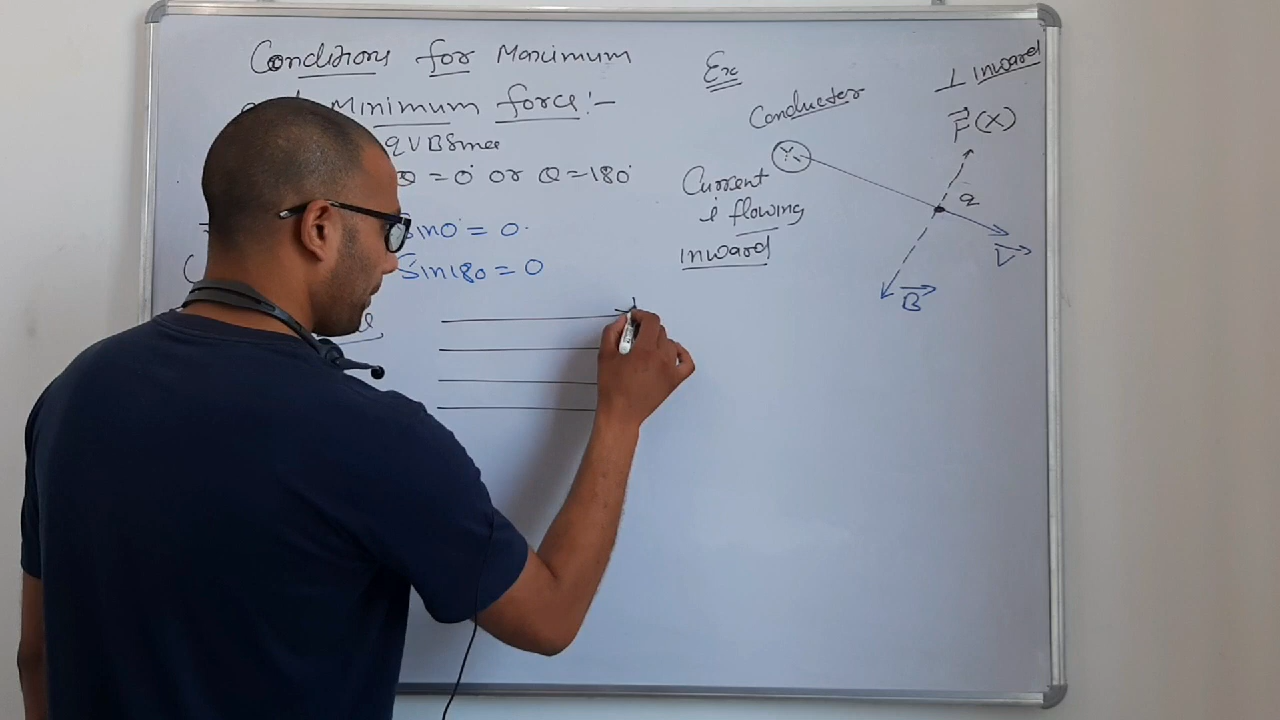 Conditions for Maximum
Minimum force :-
qVBSinθ
θ = 0° or θ = 180°
Sin0° = 0
Sin180 = 0
Ex
Conductor
Current
is flowing
inward
⊥ inward
F (X)
q
V
B